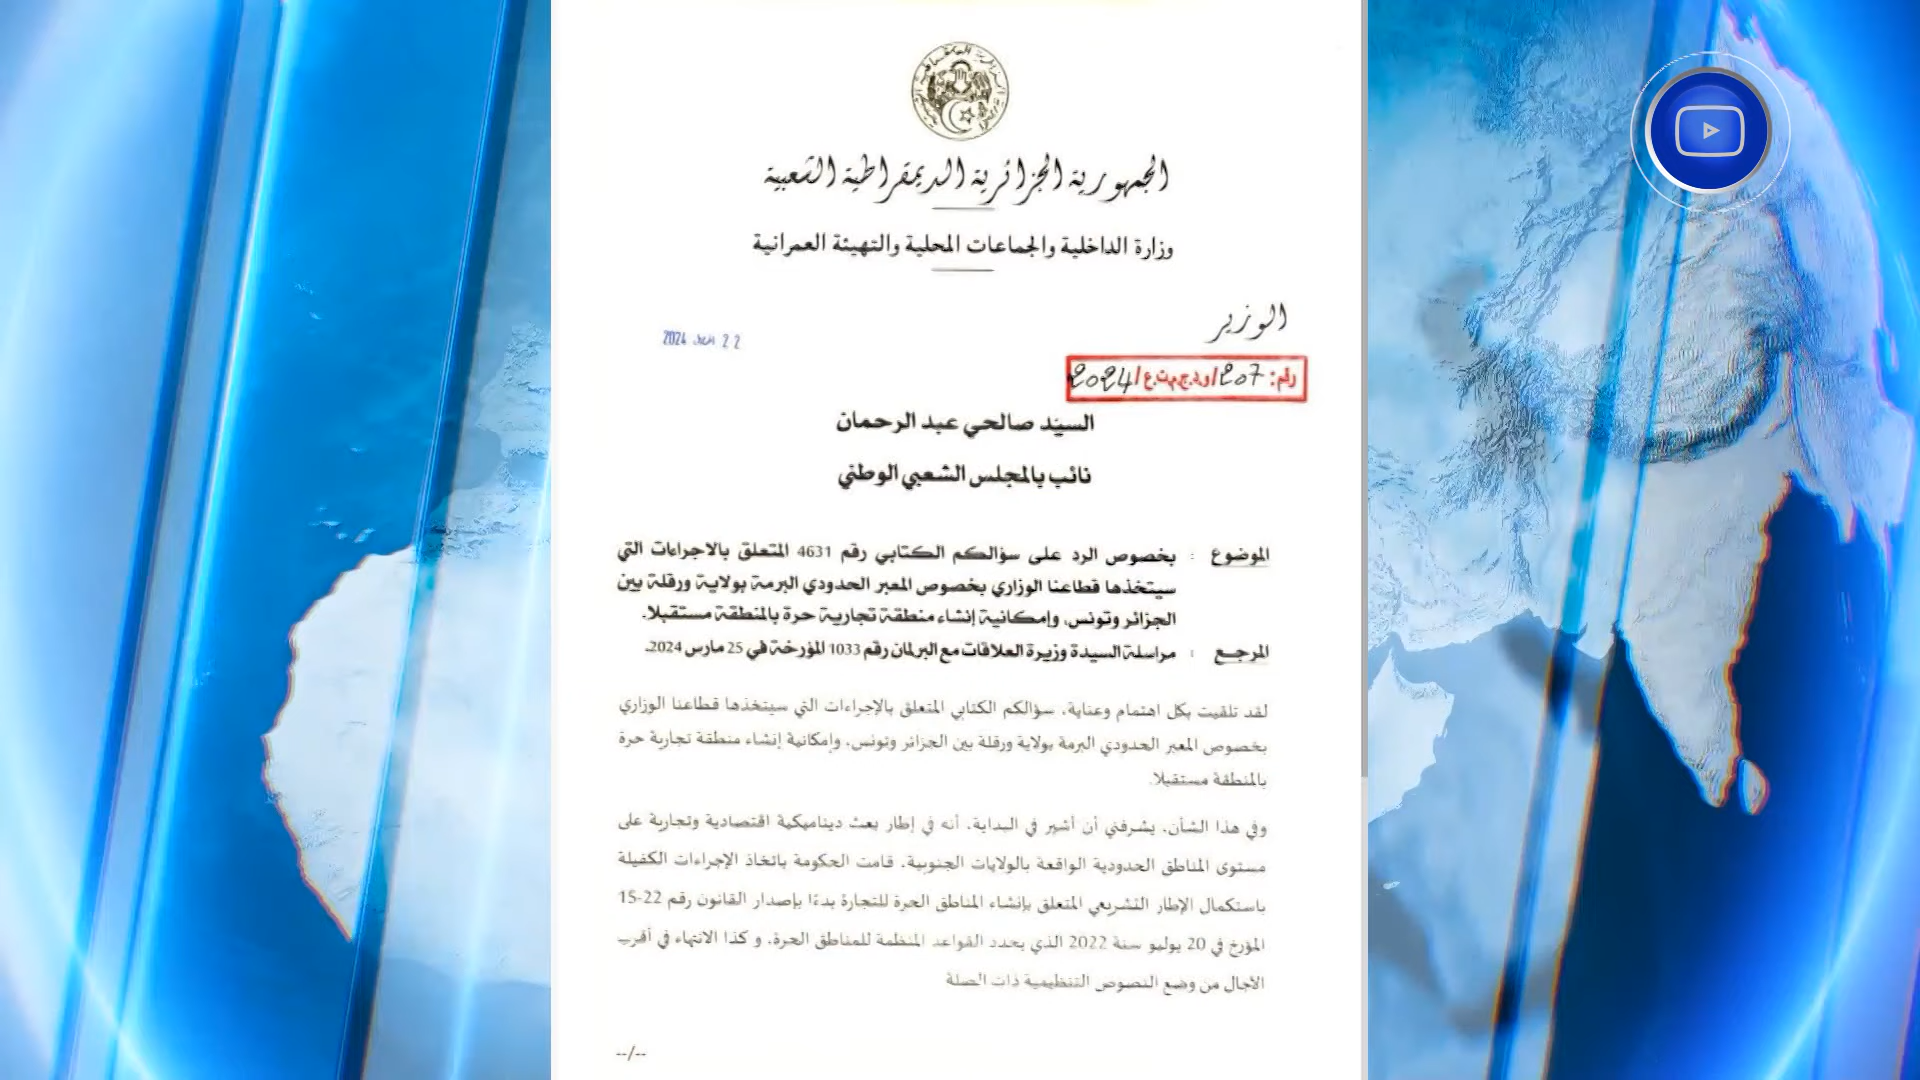 الجمهورية الجزائرية الديمقراطية الشعبية
وزارة الداخلية والجماعات المحلية والتهيئة العمرانية
الوزير
22 2024
رقم: 207/و.د.ج.م.ت.ع/2024
السيّد صالحي عبد الرحمان
نائب بالمجلس الشعبي الوطني
الموضوع : بخصوص الرد على سؤالكم الكتابي رقم 4631 المتعلق بالاجراءات التي
سيتخذها قطاعنا الوزاري بخصوص المعبر الحدودي البرمة بولاية ورقلة بين
الجزائر وتونس، وإمكانية إنشاء منطقة تجارية حرة بالمنطقة مستقبلا.
المرجع : مراسلة السيدة وزيرة العلاقات مع البرلمان رقم 1033 المؤرخة في 25 مارس 2024.
لقد تلقيت بكل اهتمام وعناية، سؤالكم الكتابي المتعلق بالإجراءات التي سيتخذها قطاعنا الوزاري
بخصوص المعبر الحدودي البرمة بولاية ورقلة بين الجزائر وتونس، وإمكانية إنشاء منطقة تجارية حرة
بالمنطقة مستقبلا.
وفي هذا الشأن، يشرفني أن أشير في البداية، أنه في إطار بعث ديناميكية اقتصادية وتجارية على
مستوى المناطق الحدودية الواقعة بالولايات الجنوبية، قامت الحكومة باتخاذ الإجراءات الكفيلة
باستكمال الإطار التشريعي المتعلق بإنشاء المناطق الحرة للتجارة بدءًا بإصدار القانون رقم 22-15
المؤرخ في 20 يوليو سنة 2022 الذي يحدد القواعد المنظمة للمناطق الحرة، و كذا الانتهاء في أقرب
الآجال من وضع النصوص التنظيمية ذات الصلة
--/--